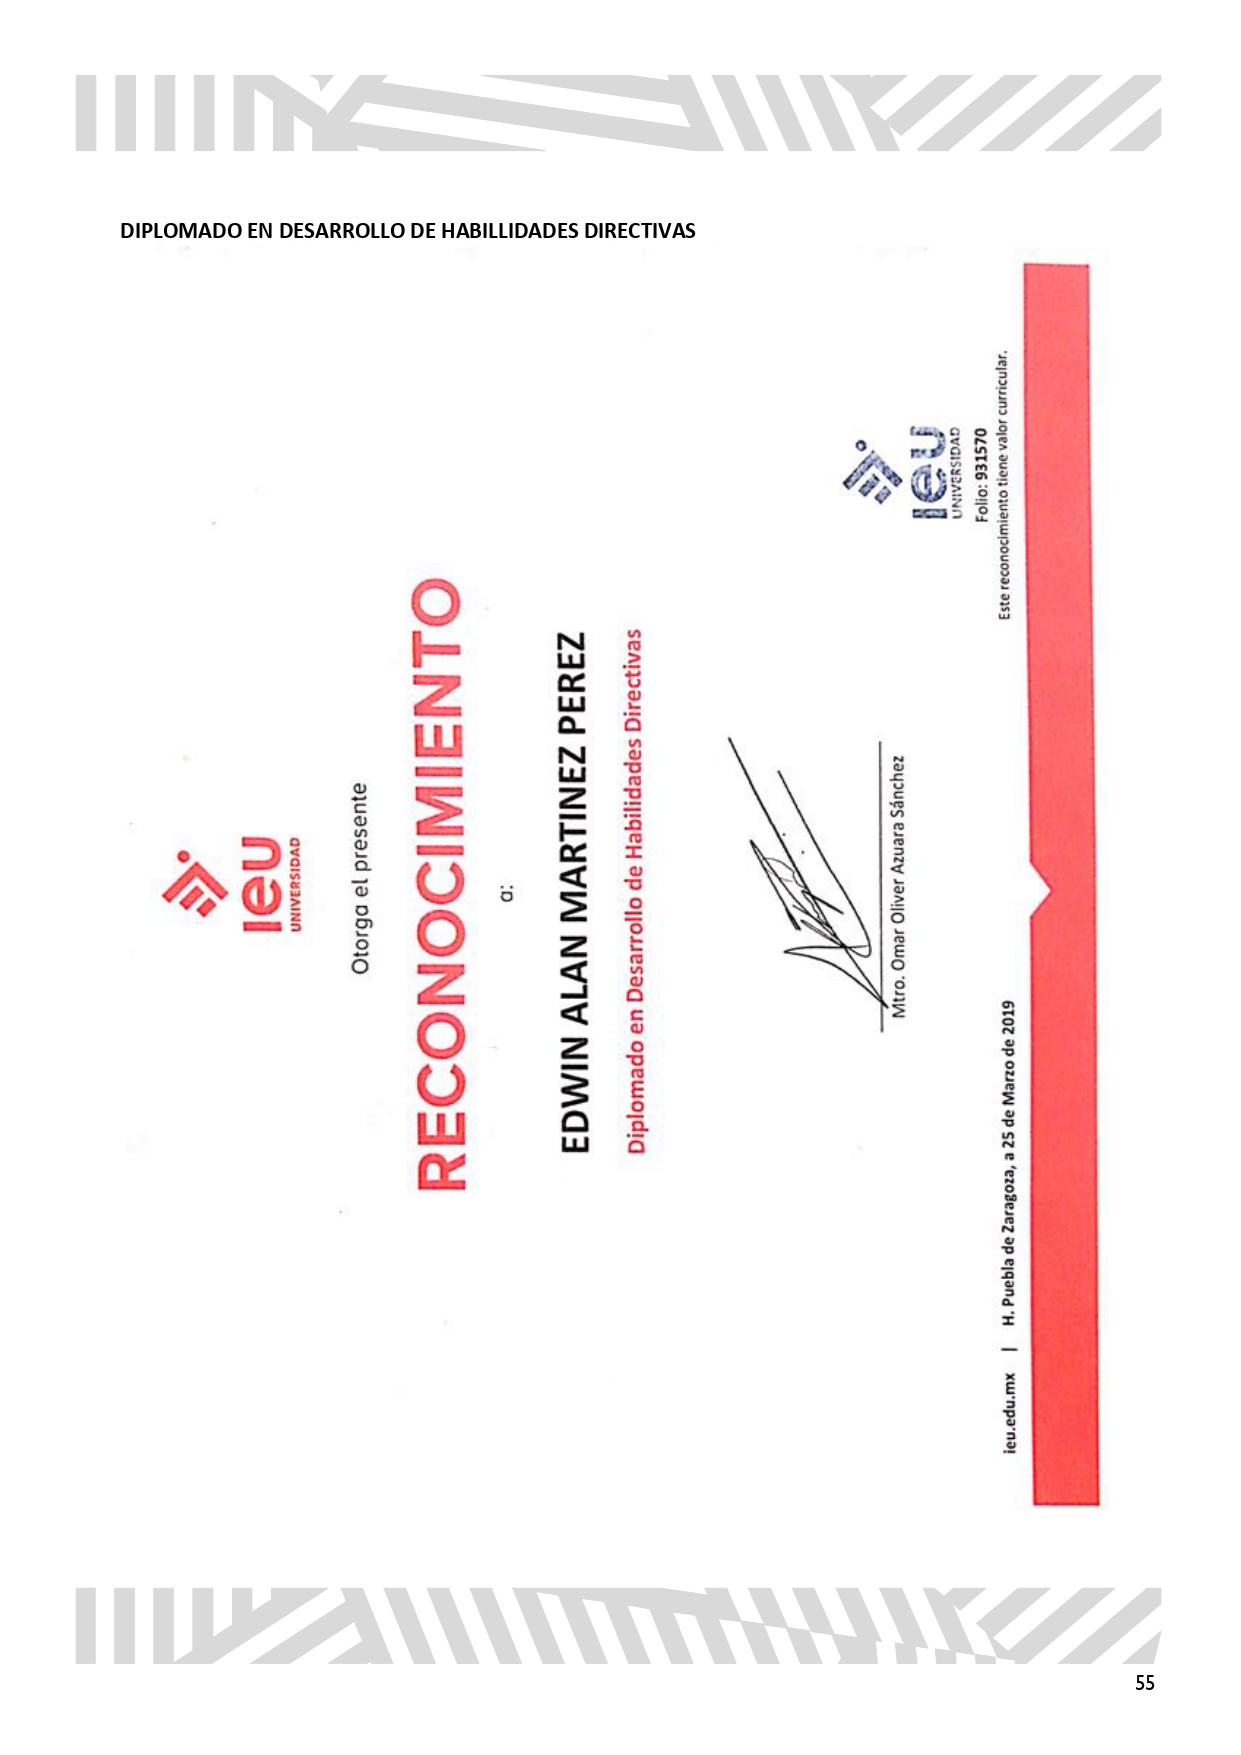 DIPLOMADO EN DESARROLLO DE HABILLIDADES DIRECTIVAS
IEU
UNIVERSIDAD
Otorga el presente
RECONOCIMIENTO
a:
EDWIN ALAN MARTINEZ PEREZ
Diplomado en Desarrollo de Habilidades Directivas
Mtro. Omar Oliver Azuara Sánchez
IEU
UNIVERSIDAD
Folio: 931570
Este reconocimiento tiene valor curricular.
ieu.edu.mx | H. Puebla de Zaragoza, a 25 de Marzo de 2019
55